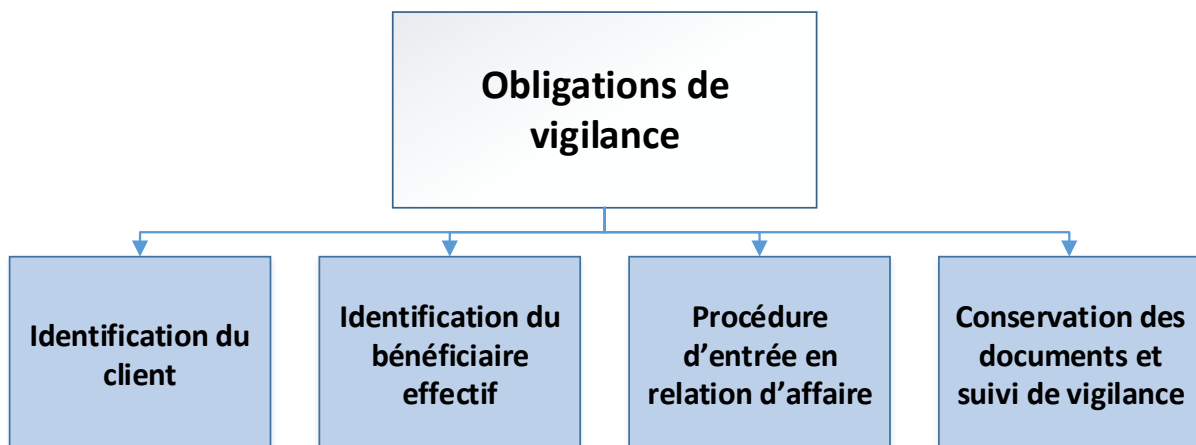 Obligations de
vigilance
Identification du
client
Identification du
bénéficiaire
effectif
Procédure
d’entrée en
relation d’affaire
Conservation des
documents et
suivi de vigilance